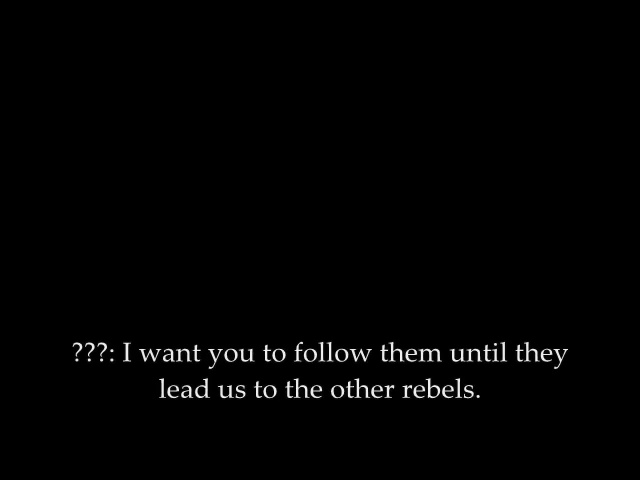 ???: I want you to follow them until they
lead us to the other rebels.